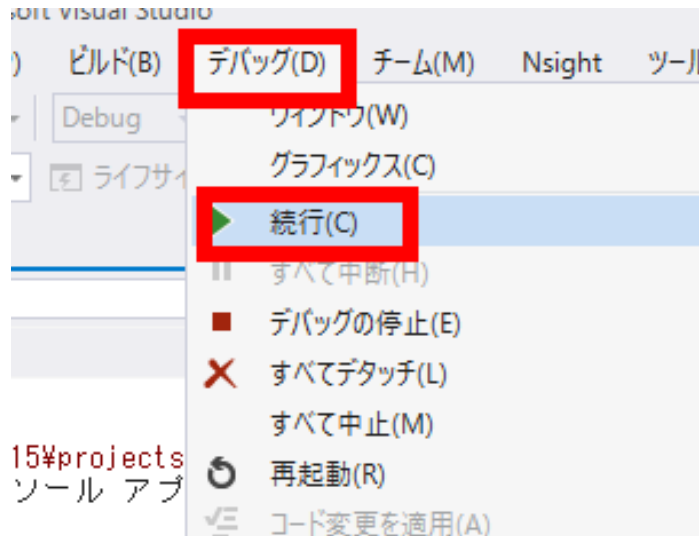 soft Visual Studio
ビルド(B) デバッグ(D) チーム(M) Nsight ツール
Debug
ウィンドウ(W)
グラフィックス(C)
ライフサイ
続行(C)
すべて中断(H)
デバッグの停止(E)
すべてデタッチ(L)
すべて中止(M)
15¥projects
再起動(R)
ソール アプ
コード変更を適用(A)